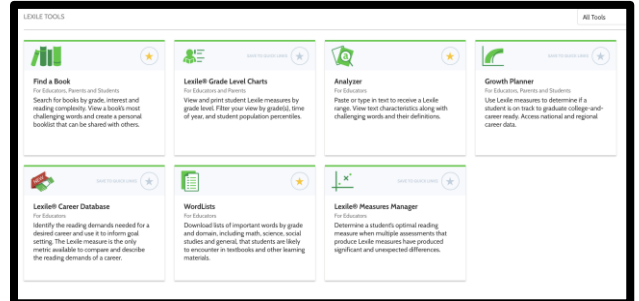 LEXILE TOOLS
All Tools
Find a Book
For Educators, Parents and Students
Search for books by grade, interest and
reading complexity. View a book's most
challenging words and create a personal
booklist that can be shared with others.
SAVE TO QUICK LINKS
Lexile® Grade Level Charts
For Educators and Parents
View and print student Lexile measures by
grade level. Filter your view by grade(s), time
of year, and student population percentiles.
Analyzer
For Educators
Paste or type in text to receive a Lexile
range. View text characteristics along with
challenging words and their definitions.
SAVE TO QUICK LINKS
Growth Planner
For Educators, Parents and Students
Use Lexile measures to determine if a
student is on track to graduate college-and-
career ready. Access national and regional
career data.
NEW
SAVE TO QUICK LINKS
Lexile® Career Database
For Educators
Identify the reading demands needed for a
desired career and use it to inform goal
setting. The Lexile measure is the only
metric available to compare and describe
the reading demands of a career.
WordLists
For Educators
Download lists of important words by grade
and domain, including math, science, social
studies and general, that students are likely
to encounter in textbooks and other learning
materials.
SAVE TO QUICK LINKS
Lexile® Measures Manager
For Educators
Determine a student's optimal reading
measure when multiple assessments that
produce Lexile measures have produced
significant and unexpected differences.